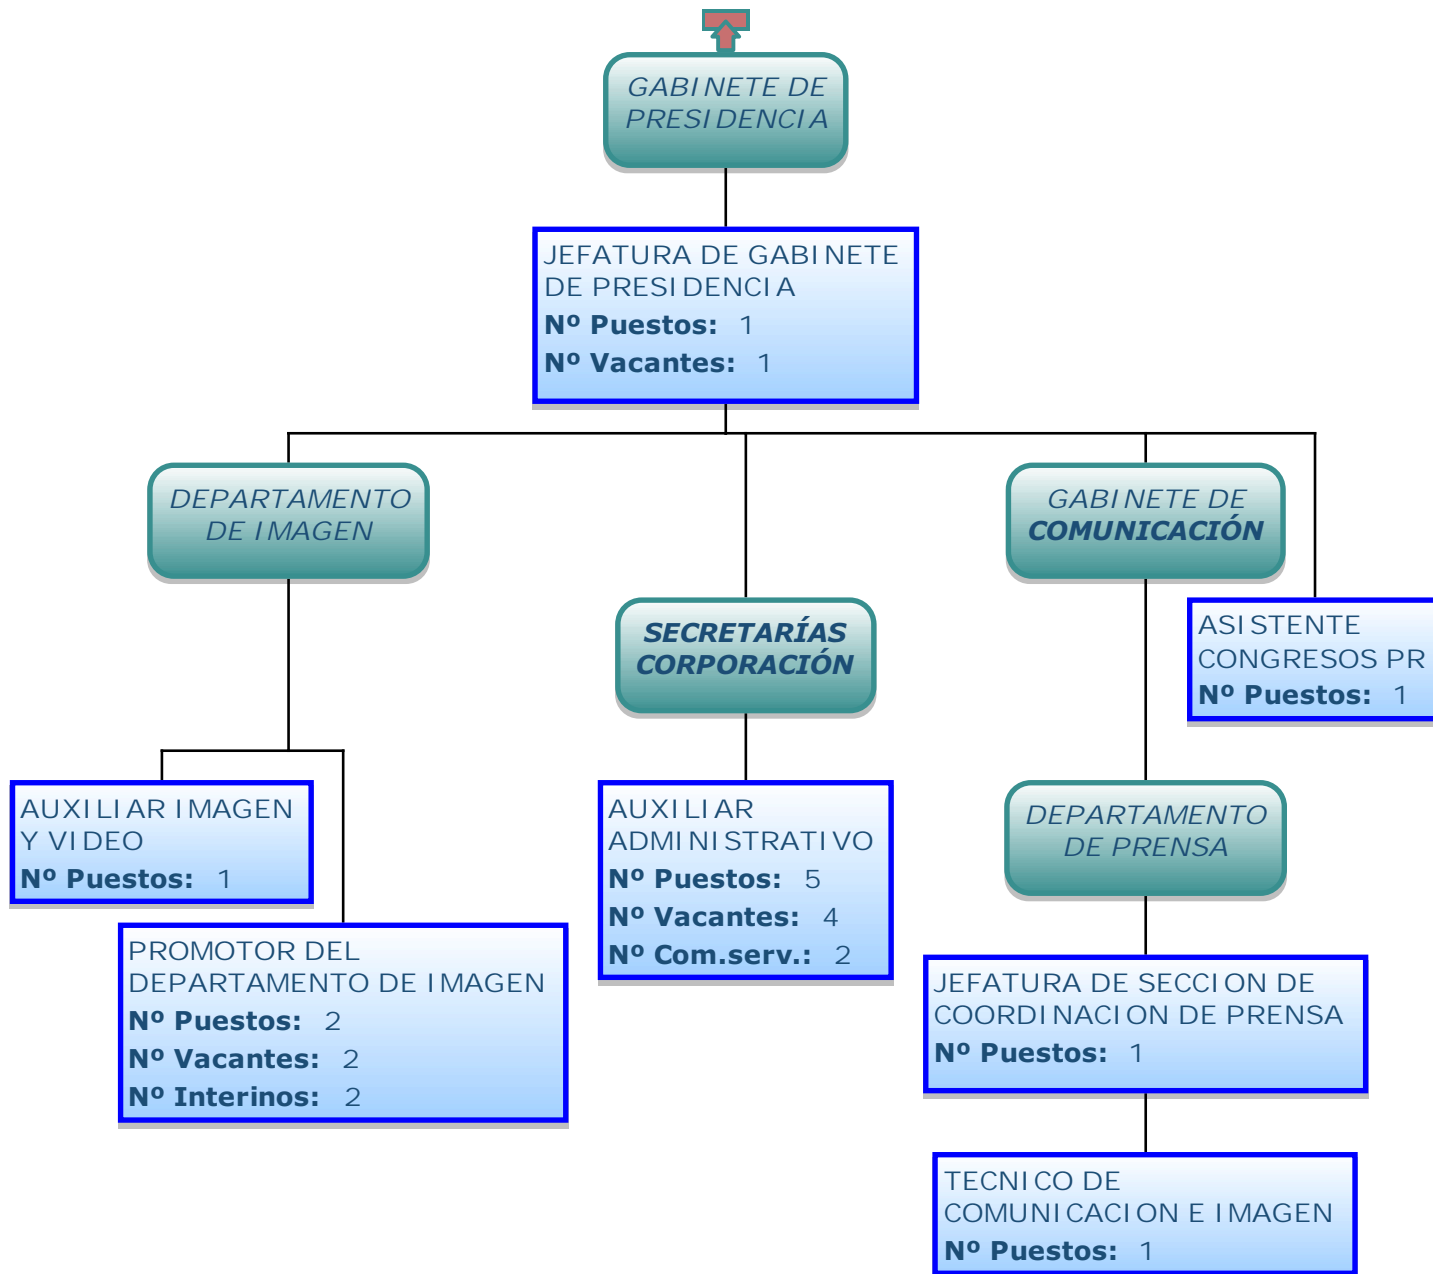 GABINETE DE
PRESIDENCIA
JEFATURA DE GABINETE
DE PRESIDENCIA
Nº Puestos: 1
Nº Vacantes: 1
DEPARTAMENTO
DE IMAGEN
GABINETE DE
COMUNICACIÓN
SECRETARÍAS
CORPORACIÓN
ASISTENTE
CONGRESOS PR
Nº Puestos: 1
AUXILIAR IMAGEN
Y VIDEO
Nº Puestos: 1
AUXILIAR
ADMINISTRATIVO
Nº Puestos: 5
Nº Vacantes: 4
Nº Com.serv.: 2
DEPARTAMENTO
DE PRENSA
PROMOTOR DEL
DEPARTAMENTO DE IMAGEN
Nº Puestos: 2
Nº Vacantes: 2
Nº Interinos: 2
JEFATURA DE SECCION DE
COORDINACION DE PRENSA
Nº Puestos: 1
TECNICO DE
COMUNICACION E IMAGEN
Nº Puestos: 1